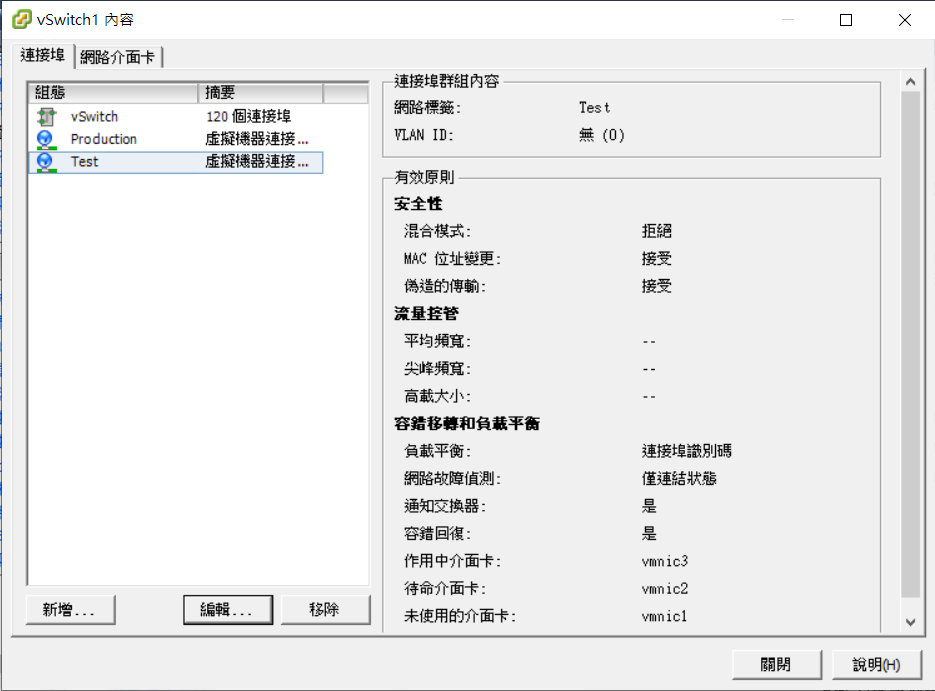 vSwitch1 內容
連接埠 網路介面卡
組態 摘要
vSwitch 120 個連接埠
Production 虛擬機器連接...
Test 虛擬機器連接...
新增... 編輯... 移除
連接埠群組內容
網路標籤: Test
VLAN ID: 無 (0)
有效原則
安全性
混合模式: 拒絕
MAC 位址變更: 接受
偽造的傳輸: 接受
流量控管
平均頻寬: --
尖峰頻寬: --
高載大小: --
容錯移轉和負載平衡
負載平衡: 連接埠識別碼
網路故障偵測: 僅連結狀態
通知交換器: 是
容錯回復: 是
作用中介面卡: vmnic3
待命介面卡: vmnic2
未使用的介面卡: vmnic1
關閉 說明(H)